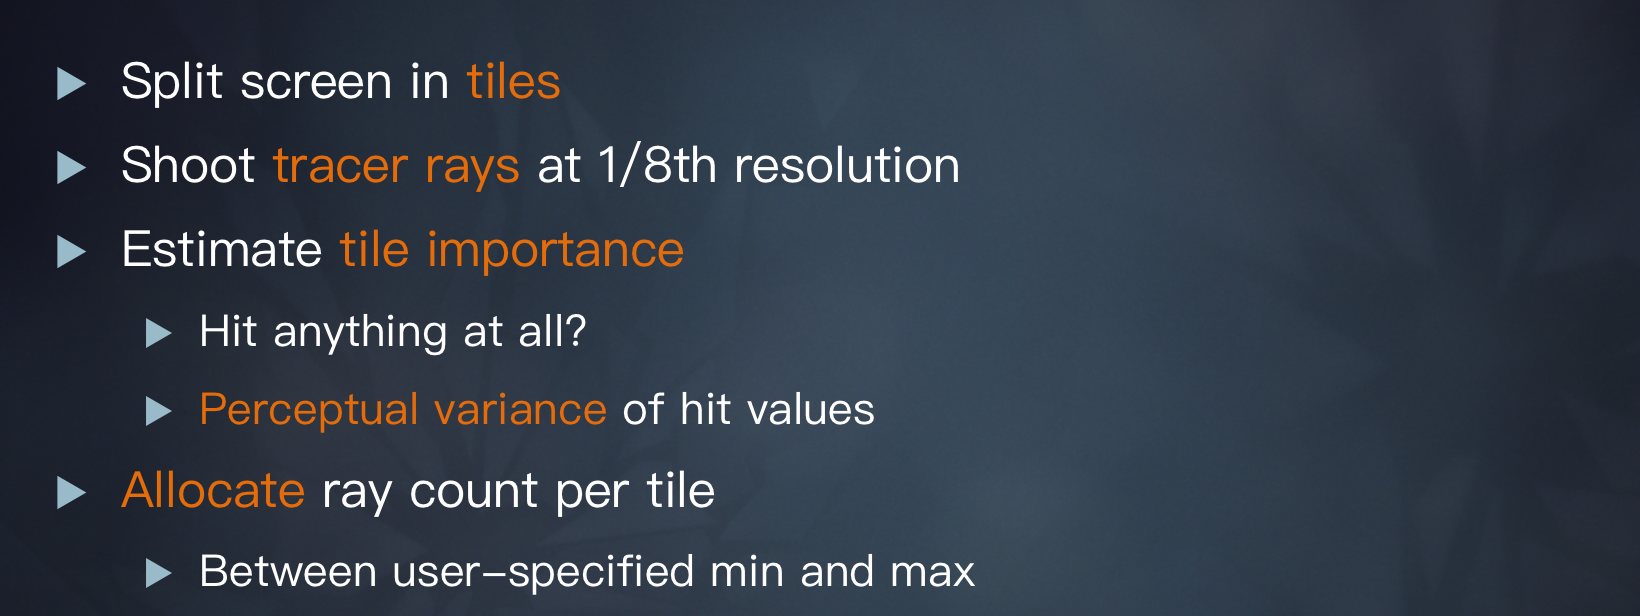 Split screen in tiles
Shoot tracer rays at 1/8th resolution
Estimate tile importance
Hit anything at all?
Perceptual variance of hit values
Allocate ray count per tile
Between user–specified min and max